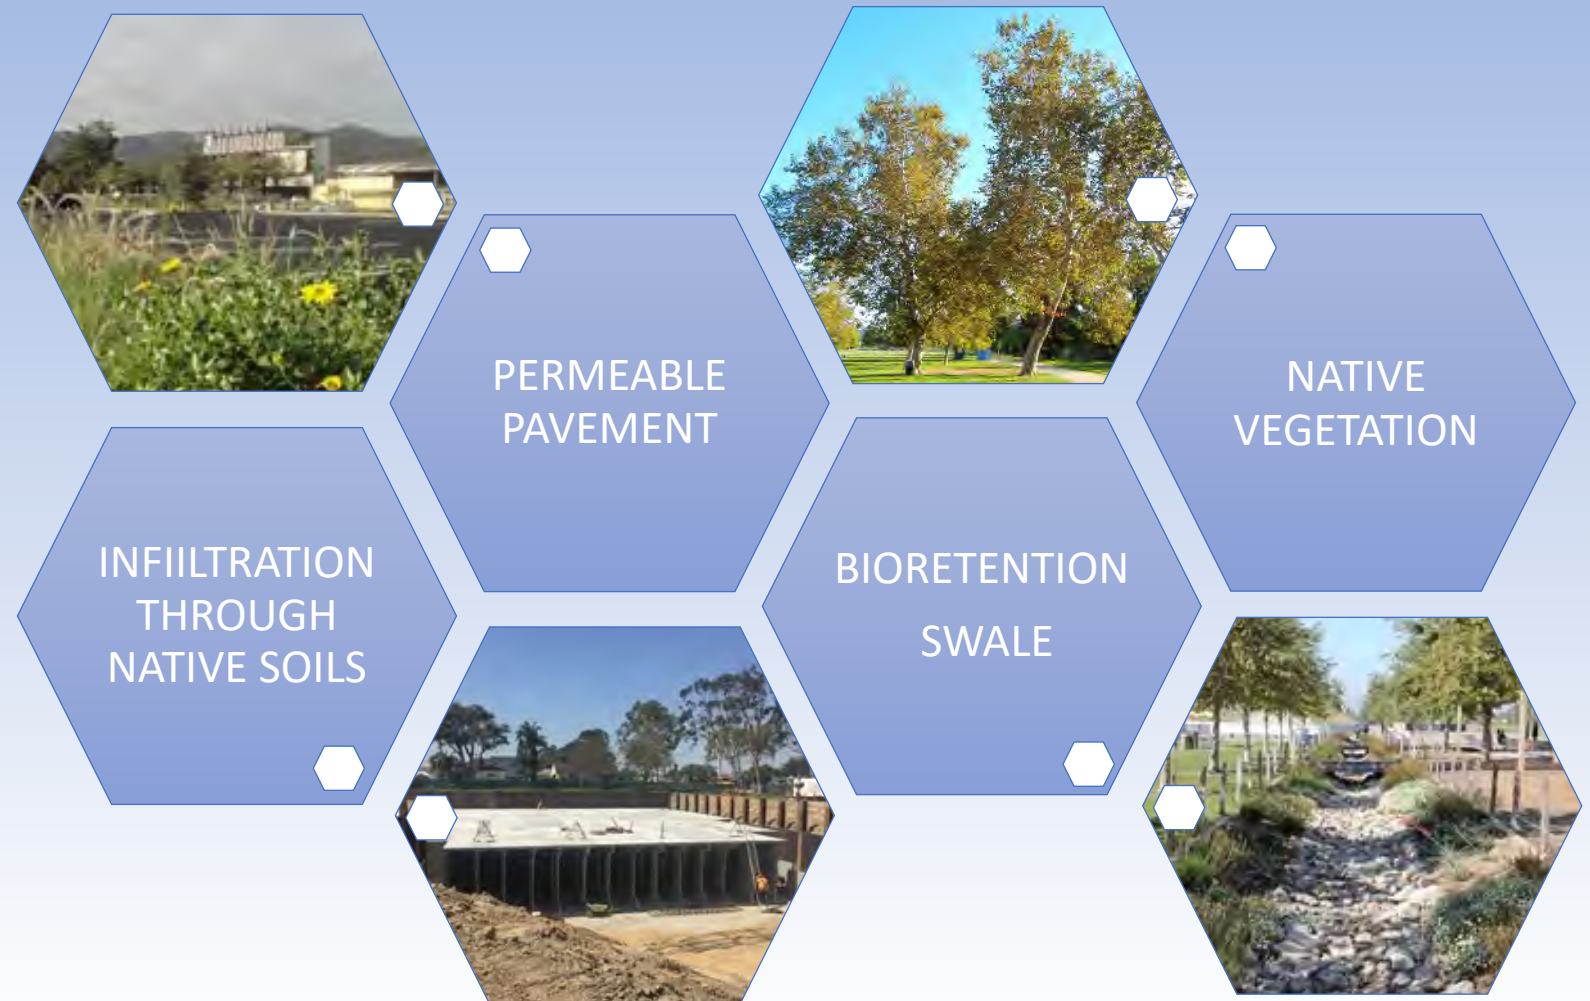 PERMEABLE
PAVEMENT
NATIVE
VEGETATION
INFIILTRATION
THROUGH
NATIVE SOILS
BIORETENTION
SWALE